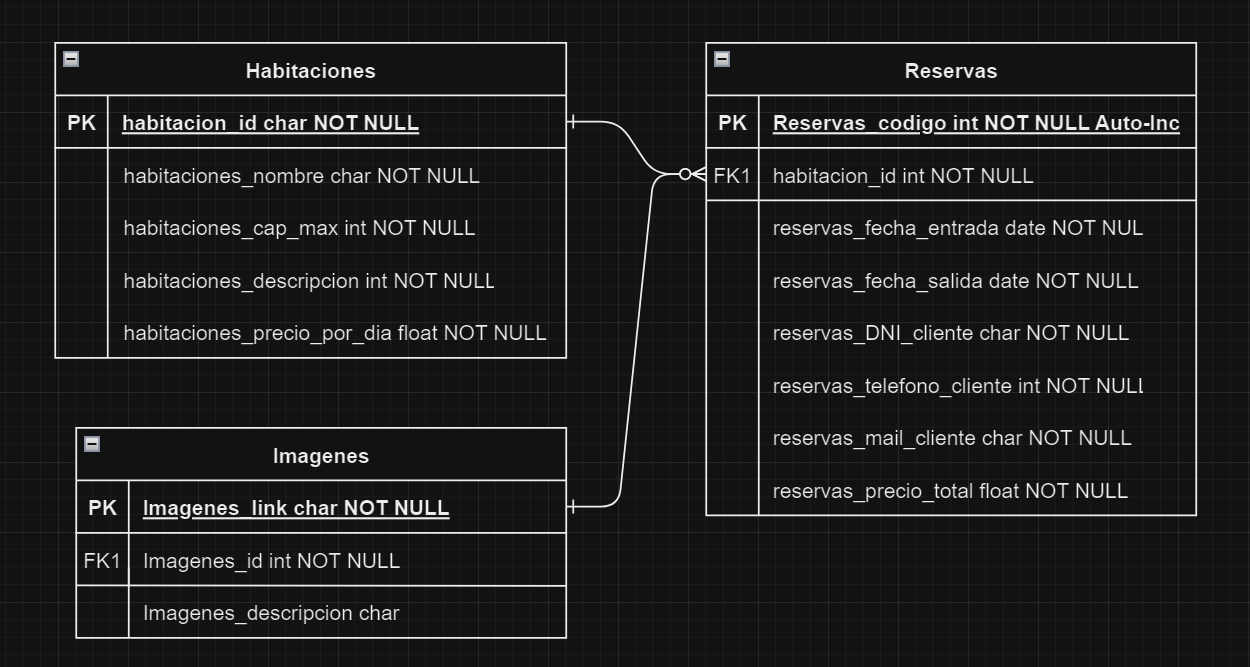 Habitaciones
PK habitacion_id char NOT NULL
habitaciones_nombre char NOT NULL
habitaciones_cap_max int NOT NULL
habitaciones_descripcion int NOT NULL
habitaciones_precio_por_dia float NOT NULL
Reservas
PK Reservas_codigo int NOT NULL Auto-Inc
FK1 habitacion_id int NOT NULL
reservas_fecha_entrada date NOT NUL
reservas_fecha_salida date NOT NULL
reservas_DNI_cliente char NOT NULL
reservas_telefono_cliente int NOT NULL
reservas_mail_cliente char NOT NULL
reservas_precio_total float NOT NULL
Imagenes
PK Imagenes_link char NOT NULL
FK1 Imagenes_id int NOT NULL
Imagenes_descripcion char